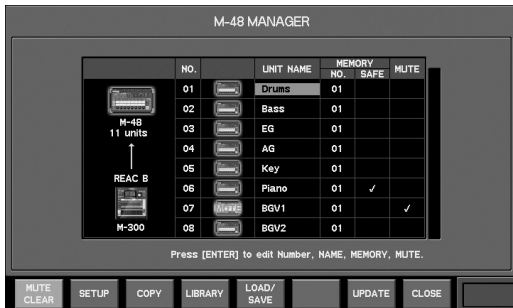 M-48 MANAGER
NO. UNIT NAME MEMORY MUTE
NO. SAFE
01 Drums 01
02 Bass 01
03 EG 01
04 AG 01
05 Key 01
06 Piano 01 ✓
07 MUTE BGV1 01 ✓
08 BGV2 01
M-48
11 units
REAC B
M-300
Press [ENTER] to edit Number, NAME, MEMORY, MUTE.
MUTE CLEAR SETUP COPY LIBRARY LOAD/ SAVE UPDATE CLOSE